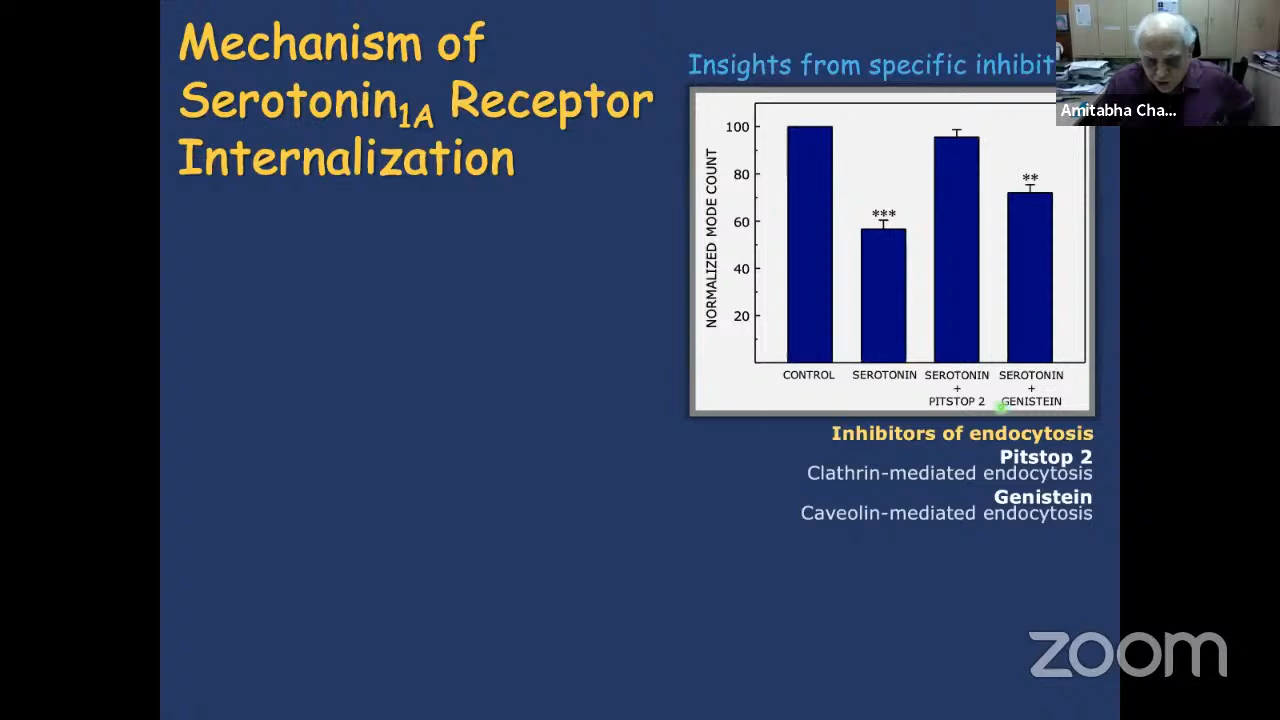 Mechanism of
Serotonin1A Receptor
Internalization
Insights from specific inhibit
Amitabha Cha...
NORMALIZED MODE COUNT
100
80
60
40
20
***
**
CONTROL
SEROTONIN
SEROTONIN
+
PITSTOP 2
SEROTONIN
+
GENISTEIN
Inhibitors of endocytosis
Pitstop 2
Clathrin-mediated endocytosis
Genistein
Caveolin-mediated endocytosis
zoom